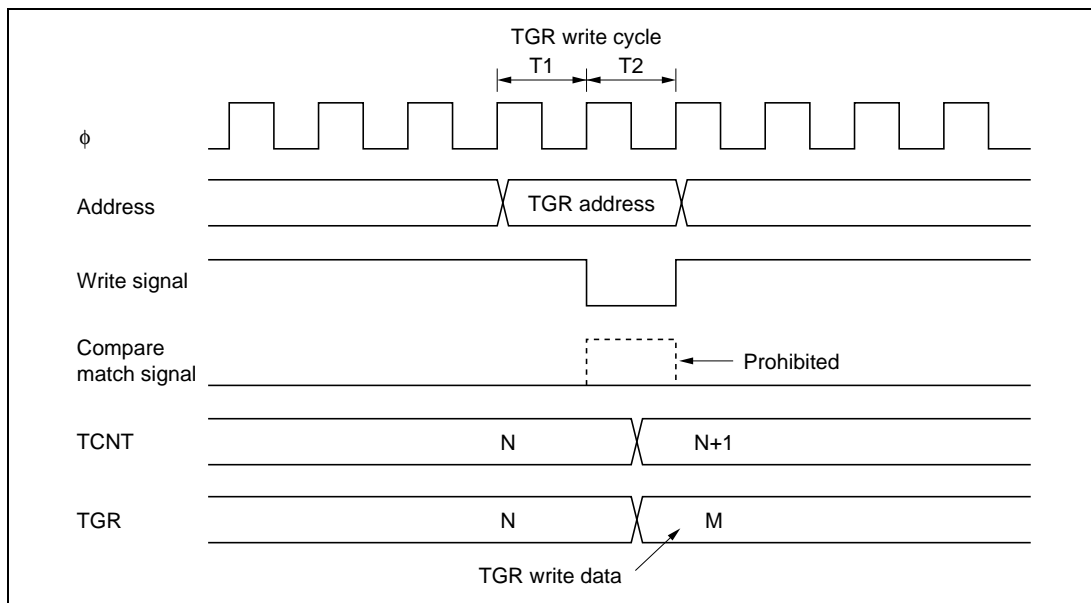 TGR write cycle
T1 T2
φ
Address TGR address
Write signal
Compare
match signal Prohibited
TCNT N N+1
TGR N M
TGR write data